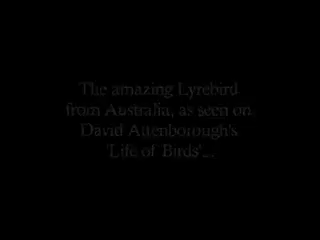 The amazing Lyrebird
from Australia, as seen on
David Attenborough's
'Life of Birds'...